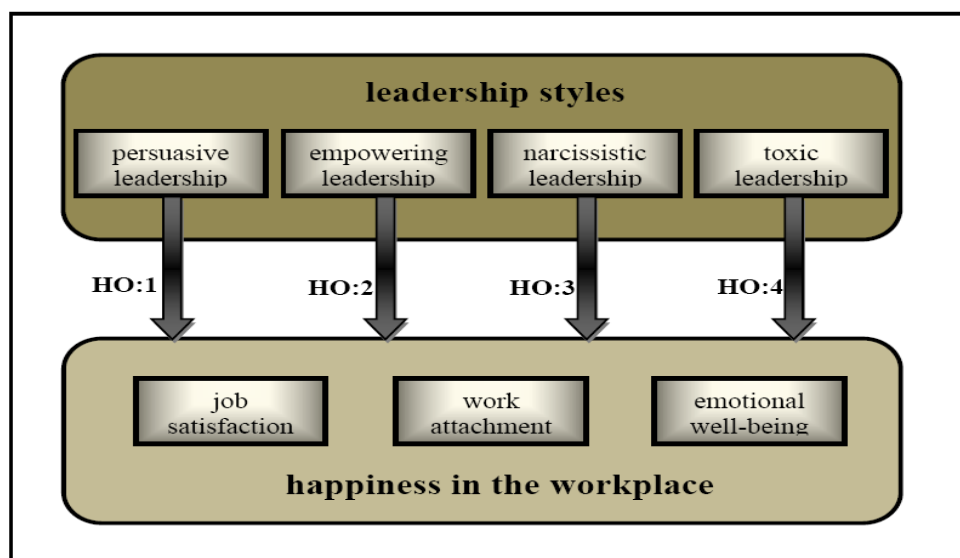 leadership styles
persuasive
leadership
empowering
leadership
narcissistic
leadership
toxic
leadership
HO:1
HO:2
HO:3
HO:4
job
satisfaction
work
attachment
emotional
well-being
happiness in the workplace